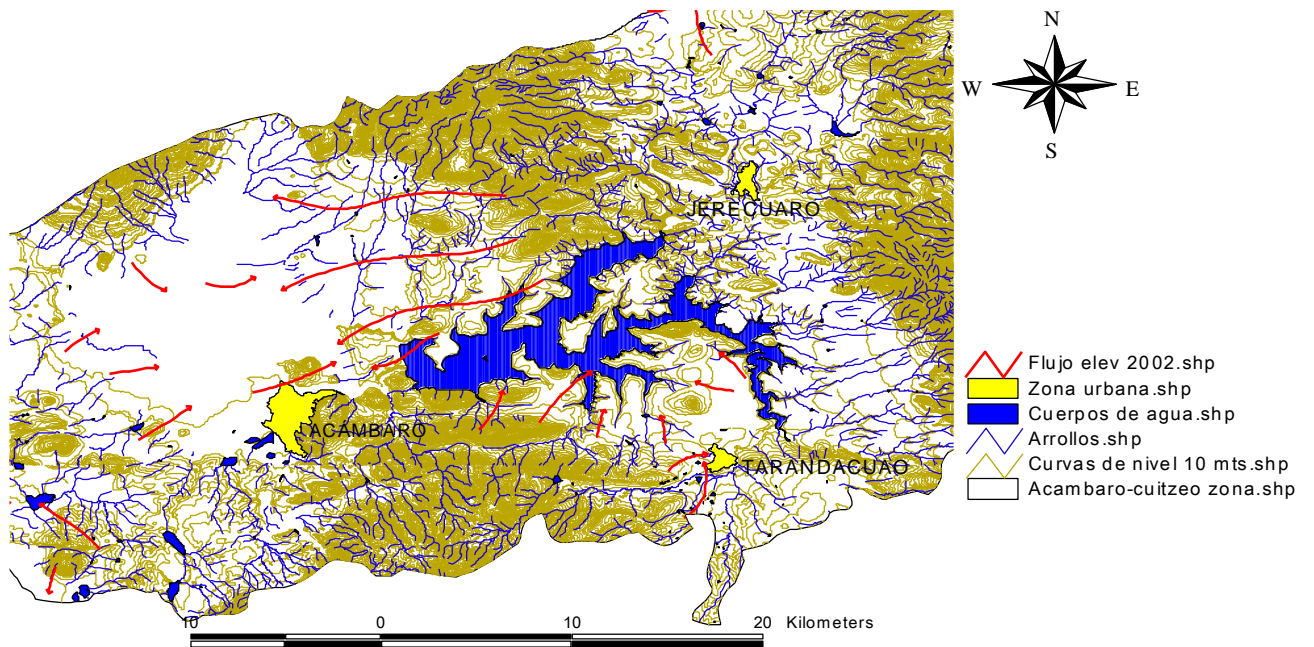 N
W
E
S
JERECUARO
ACAMBARO
TARANDACUAO
Flujo elev 2002.shp
Zona urbana.shp
Cuerpos de agua.shp
Arrollos.shp
Curvas de nivel 10 mts.shp
Acambaro-cuitzeo zona.shp
10 0 10 20 Kilometers